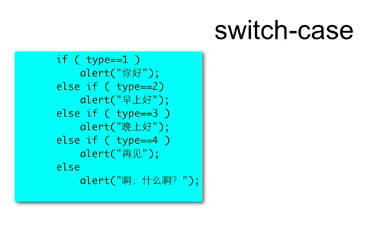 switch-case
if ( type==1 )
alert("你好");
else if ( type==2)
alert("早上好");
else if ( type==3 )
alert("晚上好");
else if ( type==4 )
alert("再见");
else
alert("啊，什么啊？");